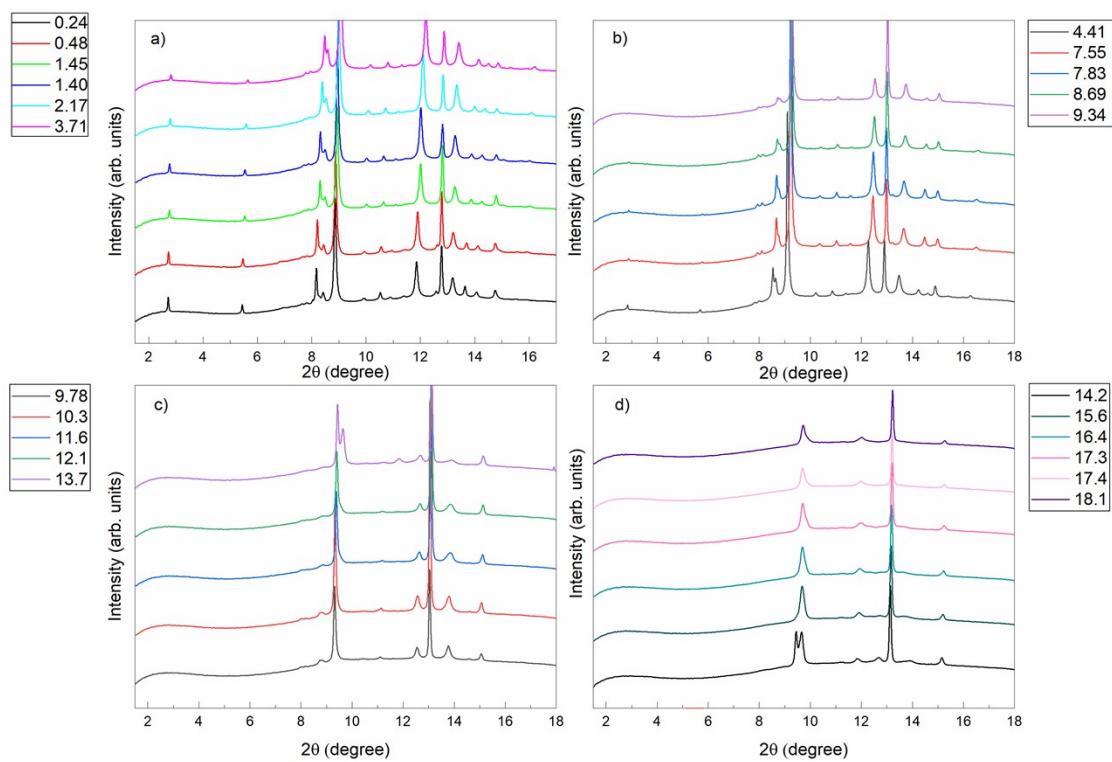 a)
0.24
0.48
1.45
1.40
2.17
3.71
Intensity (arb. units)
2 4 6 8 10 12 14 16
2θ (degree)
b)
4.41
7.55
7.83
8.69
9.34
Intensity (arb. units)
2 4 6 8 10 12 14 16 18
2θ (degree)
c)
9.78
10.3
11.6
12.1
13.7
Intensity (arb. units)
2 4 6 8 10 12 14 16 18
2θ (degree)
d)
14.2
15.6
16.4
17.3
17.4
18.1
Intensity (arb. units)
2 4 6 8 10 12 14 16 18
2θ (degree)